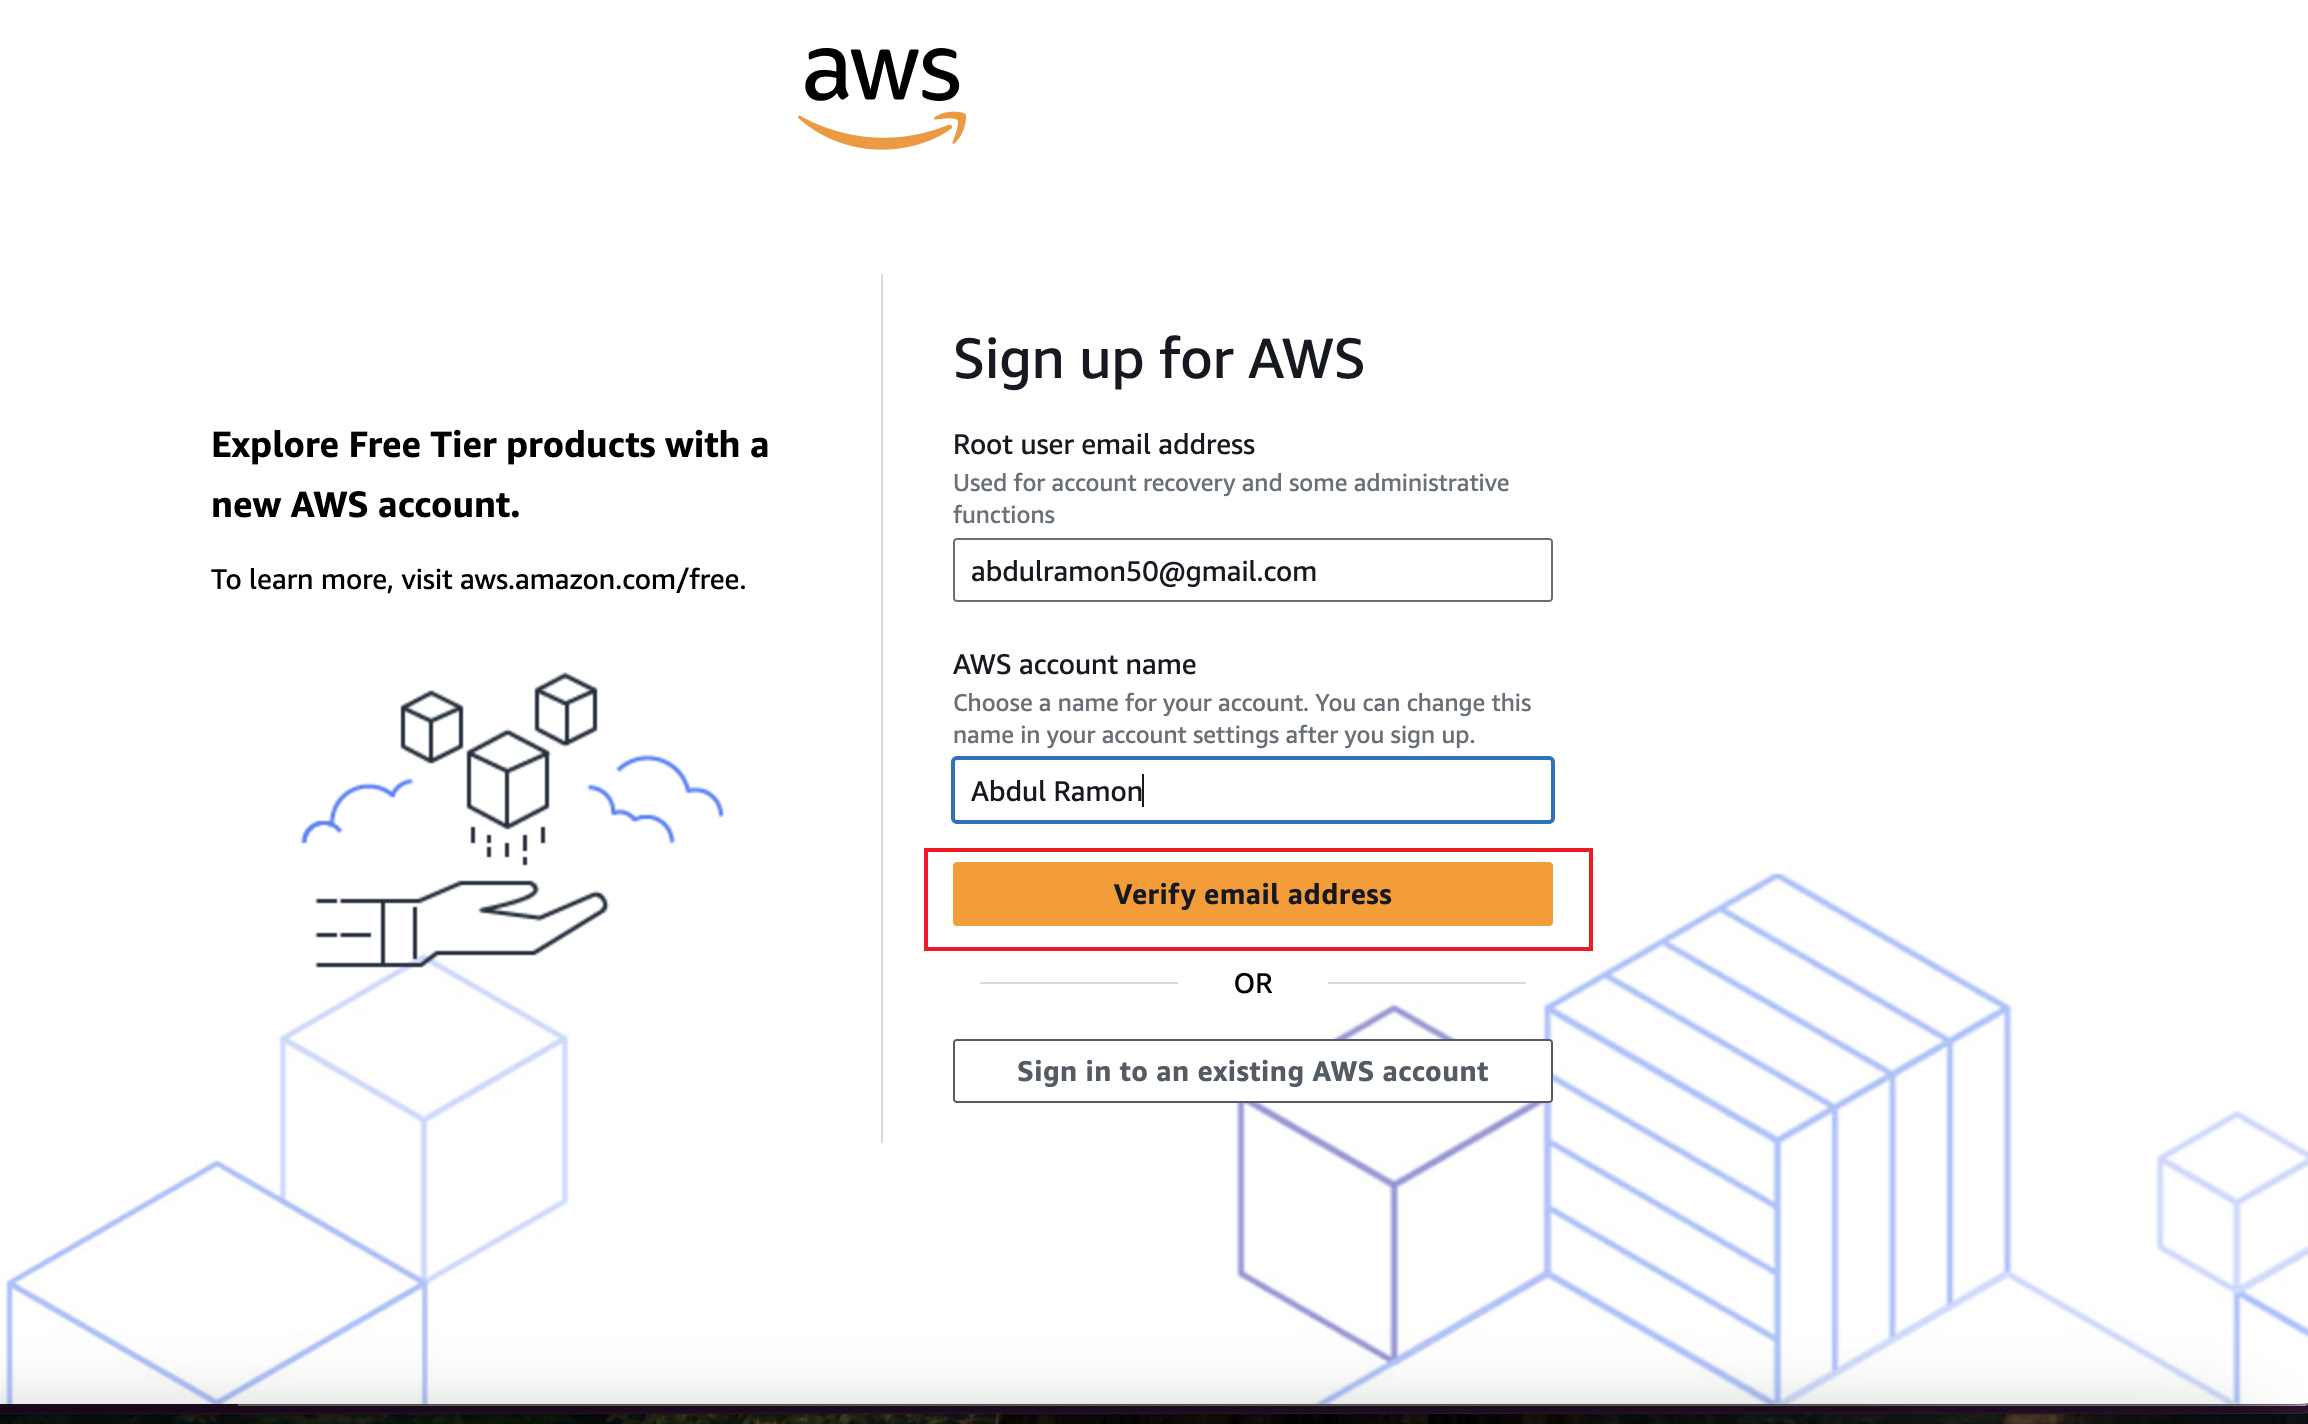 aws
Explore Free Tier products with a
new AWS account.
To learn more, visit aws.amazon.com/free.
Sign up for AWS
Root user email address
Used for account recovery and some administrative
functions
abdulramon50@gmail.com
AWS account name
Choose a name for your account. You can change this
name in your account settings after you sign up.
Abdul Ramon
Verify email address
OR
Sign in to an existing AWS account